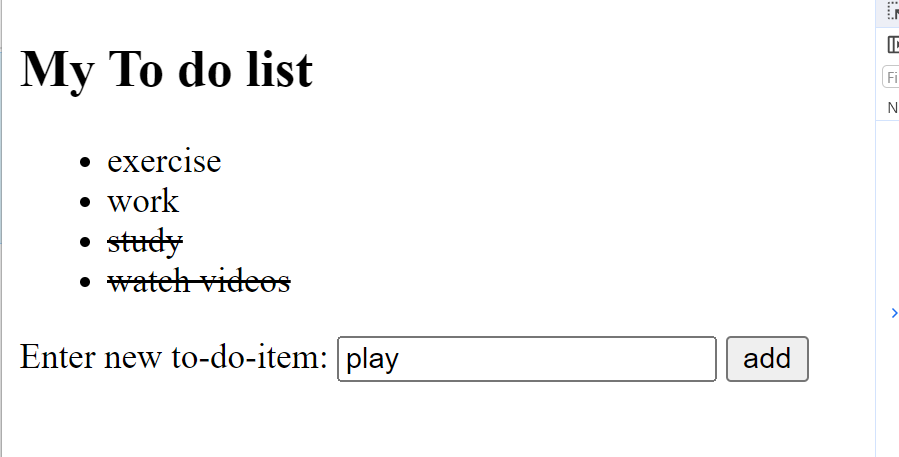 My To do list
exercise
work
study
watch videos
Enter new to-do-item: play add
Fi
N